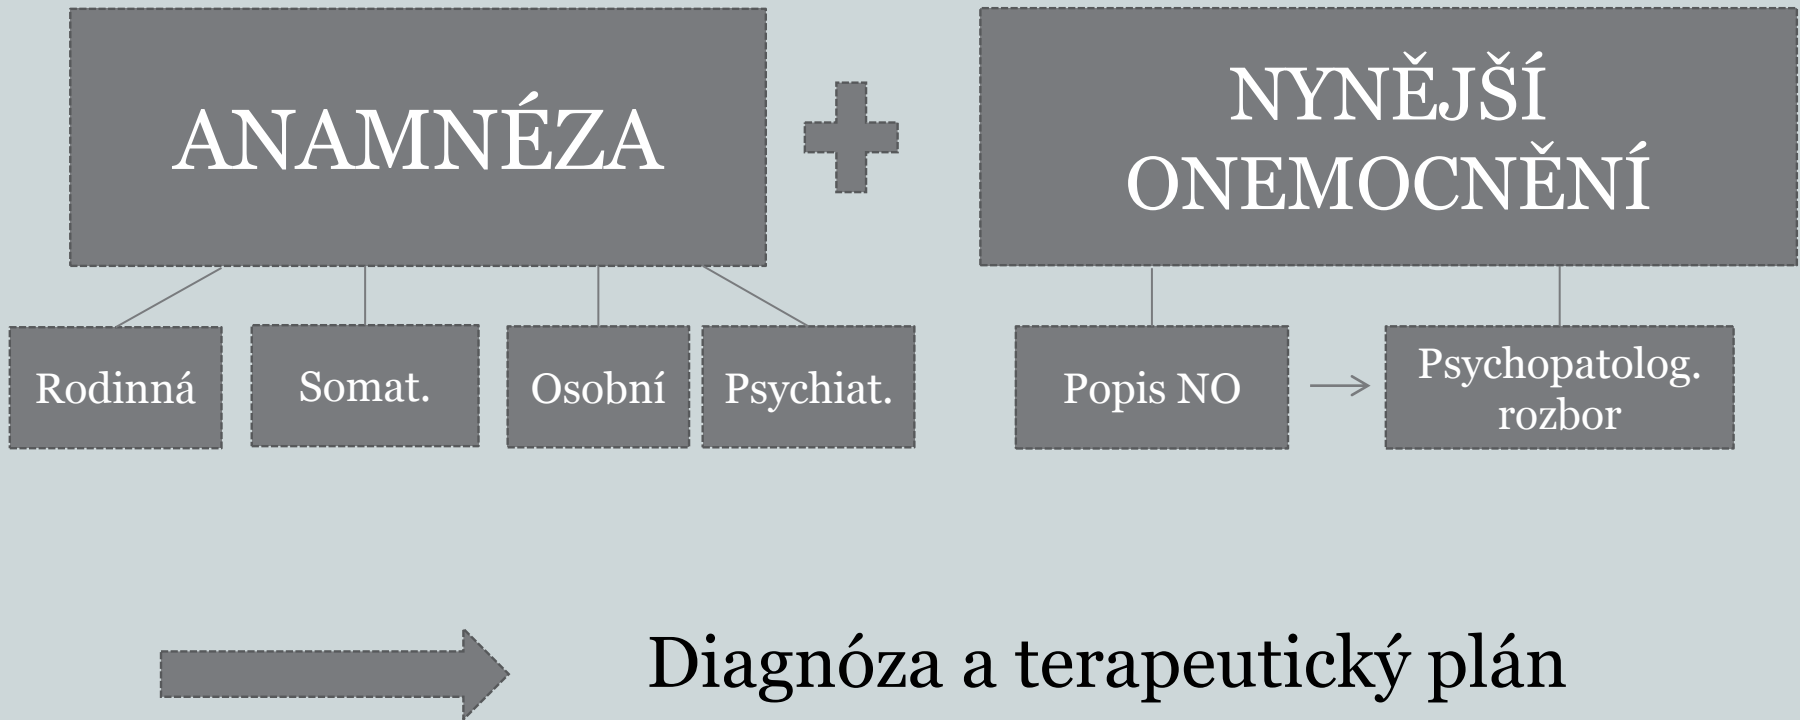 ANAMNÉZA
NYNĚJŠÍ
ONEMOCNĚNÍ
Rodinná
Somat.
Osobní
Psychiat.
Popis NO
Psychopatolog.
rozbor
Diagnóza a terapeutický plán